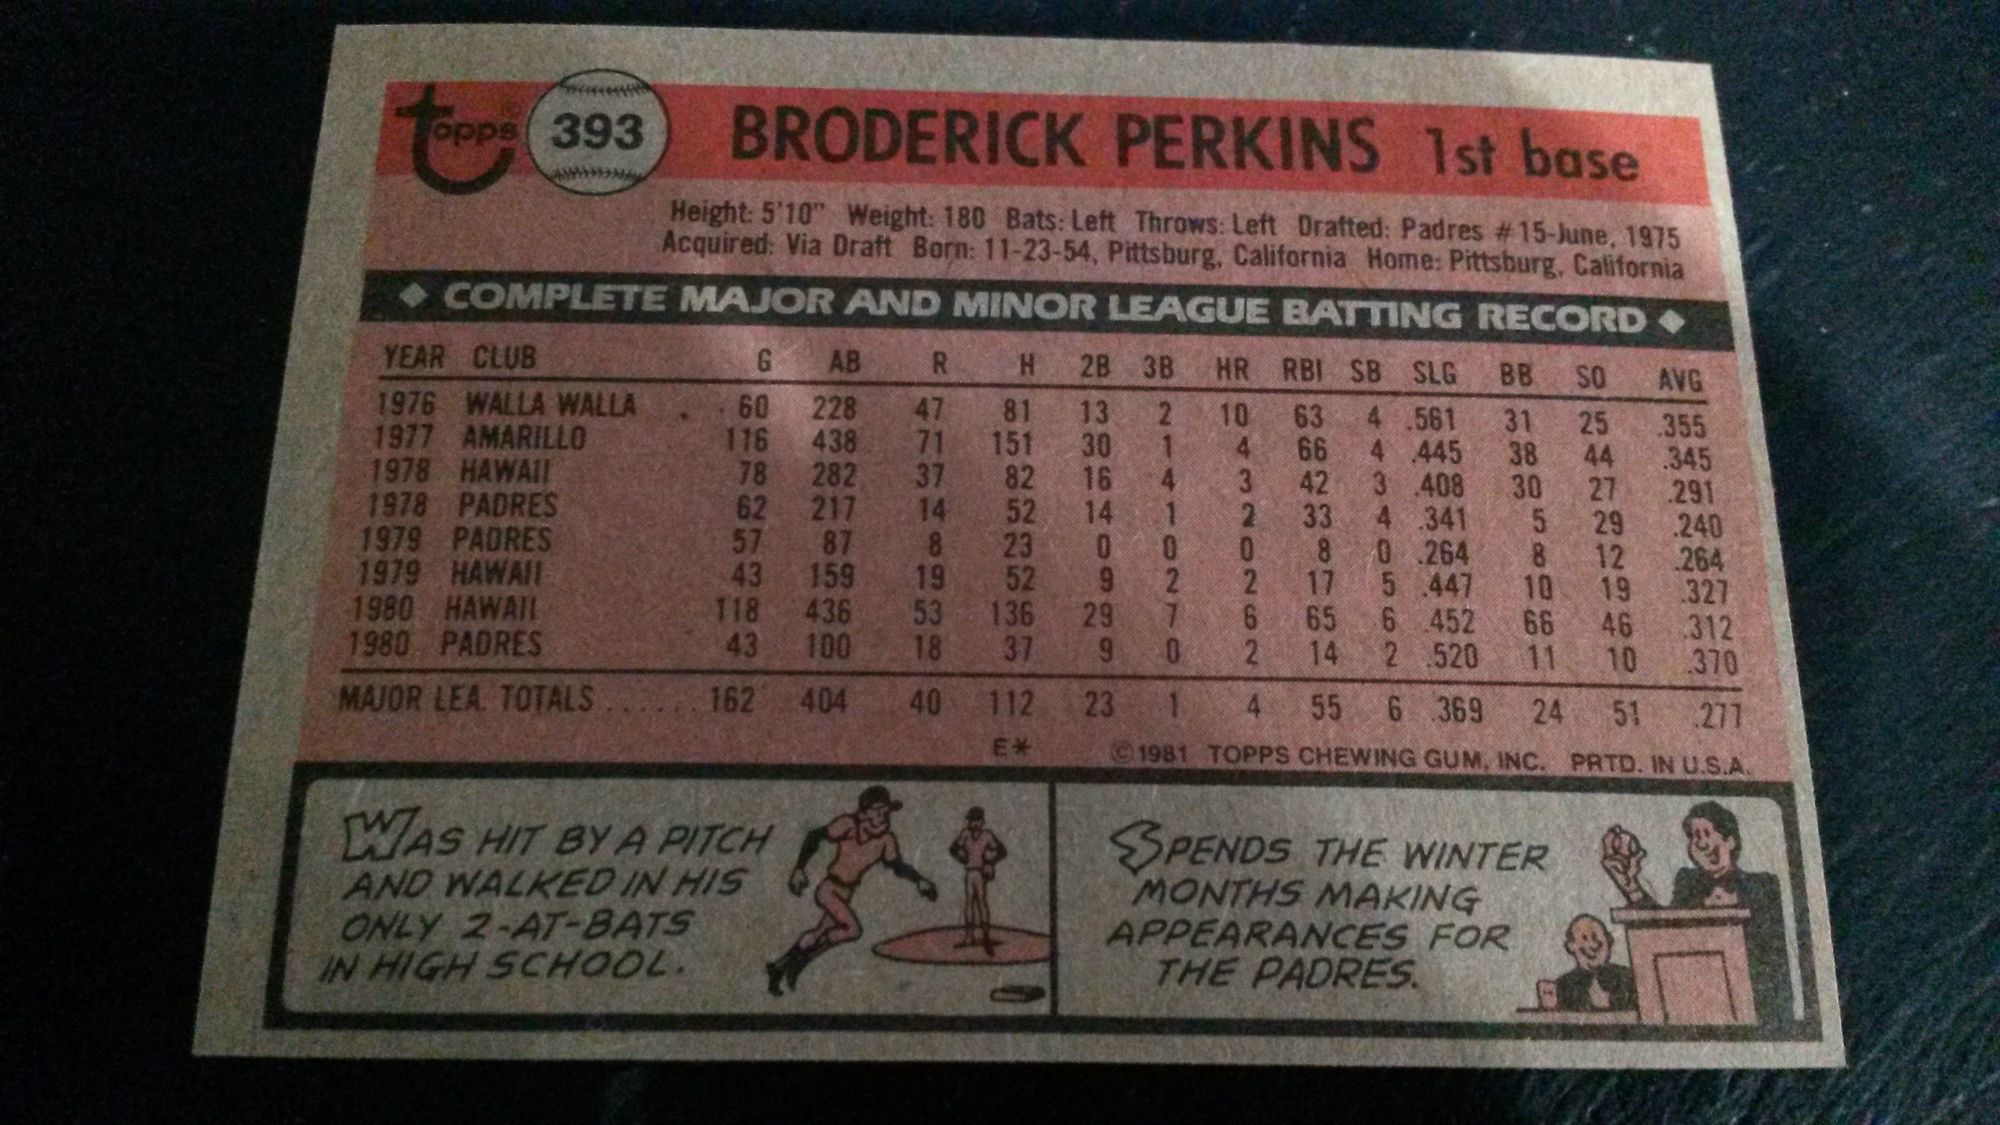 topps ® 393 BRODERICK PERKINS 1st base
Height: 5'10" Weight: 180 Bats: Left Throws: Left Drafted: Padres #15-June, 1975
Acquired: Via Draft Born: 11-23-54, Pittsburg, California Home: Pittsburg, California
◆ COMPLETE MAJOR AND MINOR LEAGUE BATTING RECORD ◆
YEAR CLUB G AB R H 2B 3B HR RBI SB SLG BB SO AVG
1976 WALLA WALLA . . 60 228 47 81 13 2 10 63 4 .561 31 25 .355
1977 AMARILLO 116 438 71 151 30 1 4 66 4 .445 38 44 .345
1978 HAWAII 78 282 37 82 16 4 3 42 3 .408 30 27 .291
1978 PADRES 62 217 14 52 14 1 2 33 4 .341 5 29 .240
1979 PADRES 57 87 8 23 0 0 0 8 0 .264 8 12 .264
1979 HAWAII 43 159 19 52 9 2 2 17 5 .447 10 19 .327
1980 HAWAII 118 436 53 136 29 7 6 65 6 .452 66 46 .312
1980 PADRES 43 100 18 37 9 0 2 14 2 .520 11 10 .370
MAJOR LEA. TOTALS ...... 162 404 40 112 23 1 4 55 6 .369 24 51 .277
E* © 1981 TOPPS CHEWING GUM, INC. PRTD. IN U.S.A.
WAS HIT BY A PITCH
AND WALKED IN HIS
ONLY 2-AT-BATS
IN HIGH SCHOOL.
SPENDS THE WINTER
MONTHS MAKING
APPEARANCES FOR
THE PADRES.